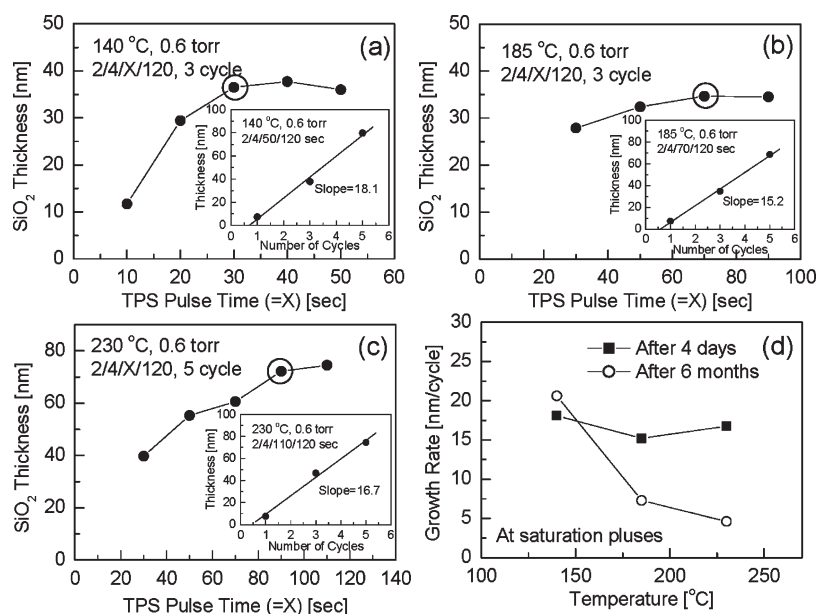 (a)
140 °C, 0.6 torr
2/4/X/120, 3 cycle
SiO₂ Thickness [nm]
50
40
30
20
10
0
0 10 20 30 40 50 60
TPS Pulse Time (=X) [sec]
140 °C, 0.6 torr
2/4/50/120 sec
Slope=18.1
Thickness [nm]
100
80
60
40
20
0
0 1 2 3 4 5 6
Number of Cycles
(b)
185 °C, 0.6 torr
2/4/X/120, 3 cycle
SiO₂ Thickness [nm]
50
40
30
20
10
0
0 20 40 60 80 100
TPS Pulse Time (=X) [sec]
185 °C, 0.6 torr
2/4/70/120 sec
Slope=15.2
Thickness [nm]
100
80
60
40
20
0
0 1 2 3 4 5 6
Number of Cycles
(c)
230 °C, 0.6 torr
2/4/X/120, 5 cycle
SiO₂ Thickness [nm]
80
60
40
20
0
0 20 40 60 80 100 120 140
TPS Pulse Time (=X) [sec]
230 °C, 0.6 torr
2/4/110/120 sec
Slope=16.7
Thickness [nm]
100
80
60
40
20
0
0 1 2 3 4 5 6
Number of Cycles
(d)
After 4 days
After 6 months
Growth Rate [nm/cycle]
30
25
20
15
10
5
0
At saturation pluses
100 150 200 250
Temperature [°C]